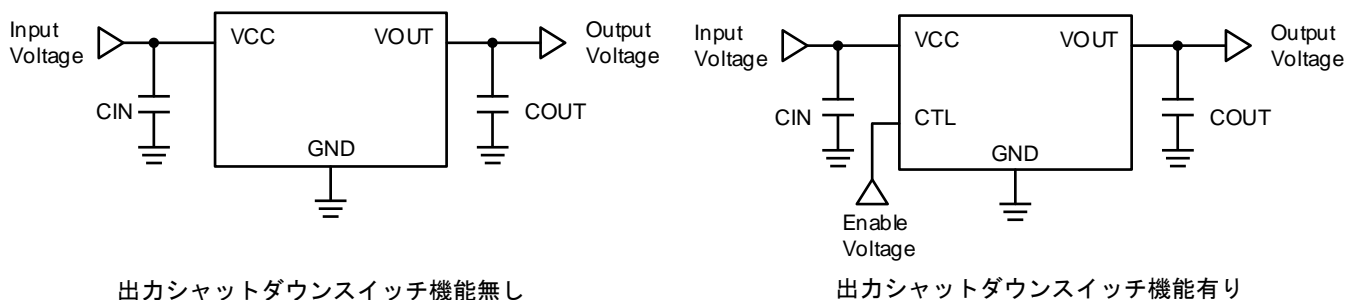 Input
Voltage
VCC
VOUT
Output
Voltage
CIN
COUT
GND
出力シャットダウンスイッチ機能無し
Input
Voltage
VCC
VOUT
Output
Voltage
CIN
CTL
COUT
GND
Enable
Voltage
出力シャットダウンスイッチ機能有り